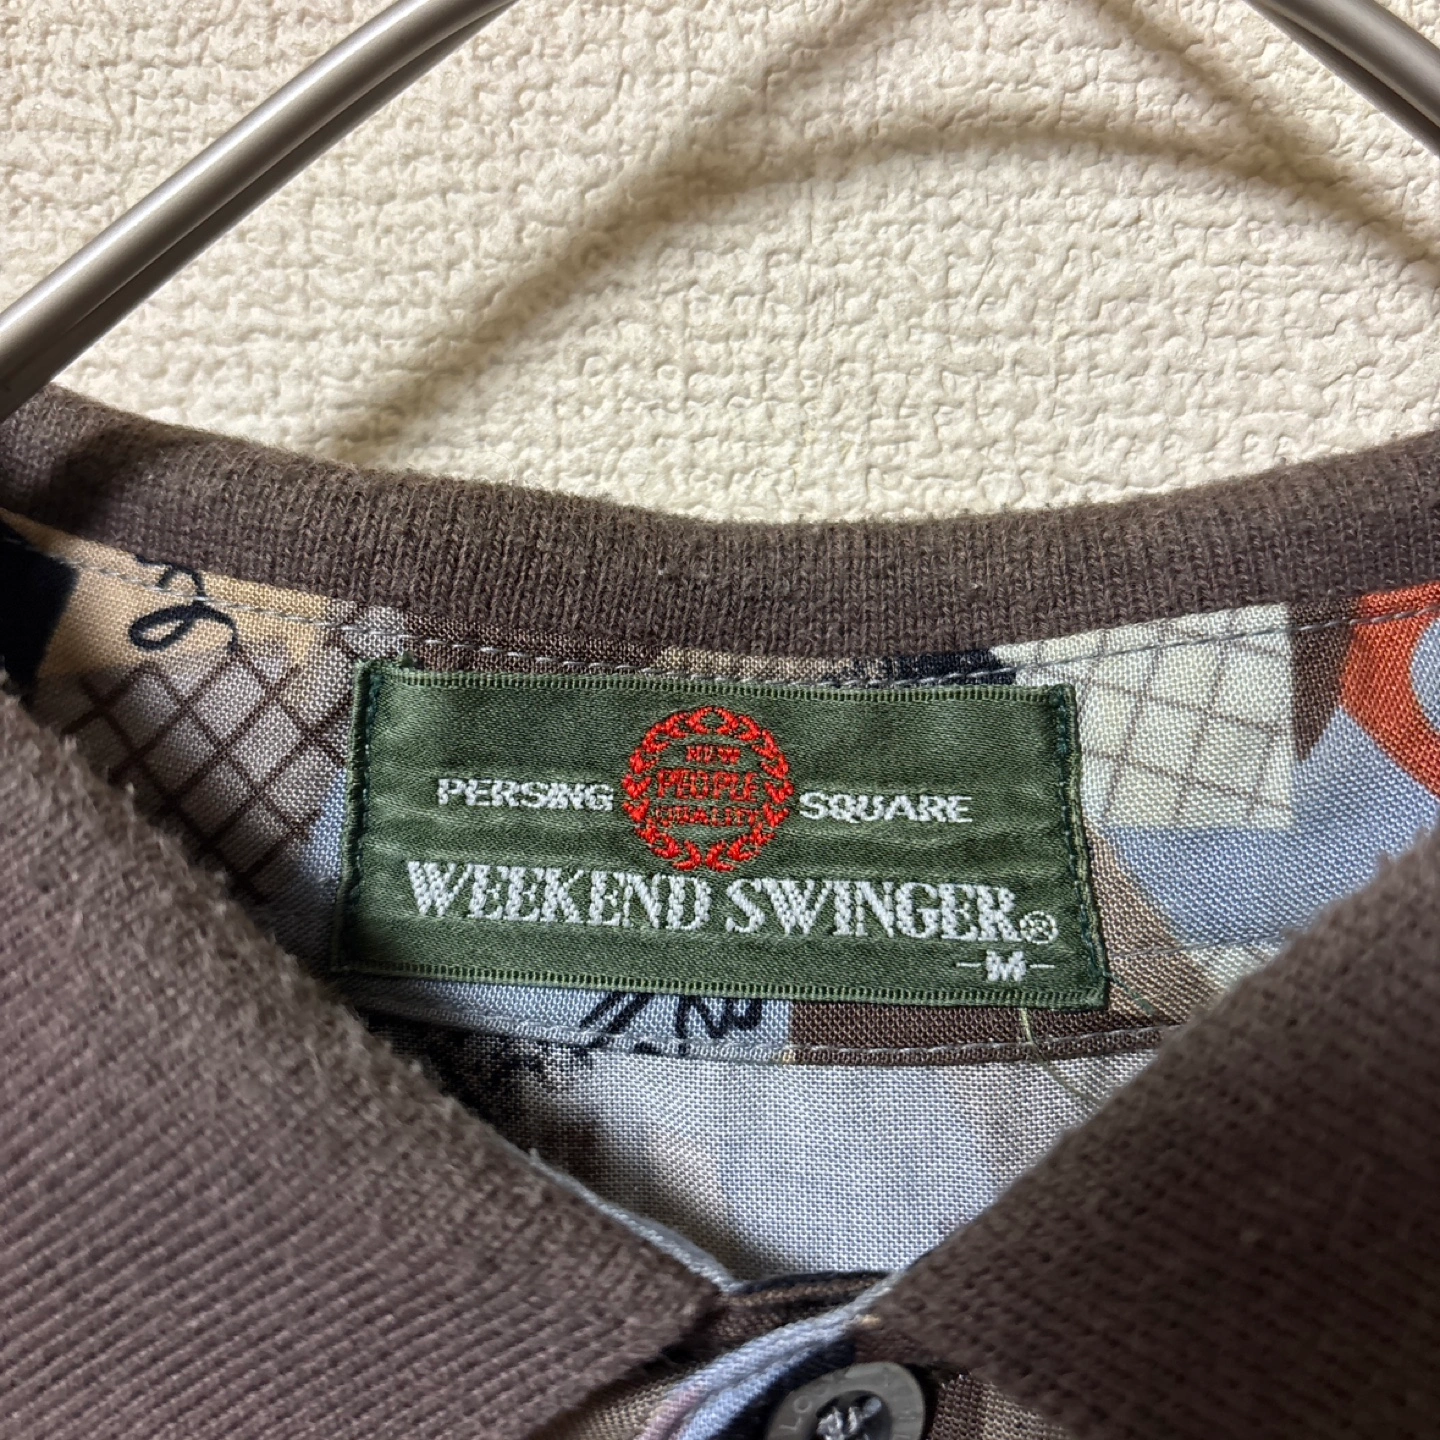 NEW
PEOPLE
QUALITY
PERSING SQUARE
WEEKEND SWINGER®
-M-